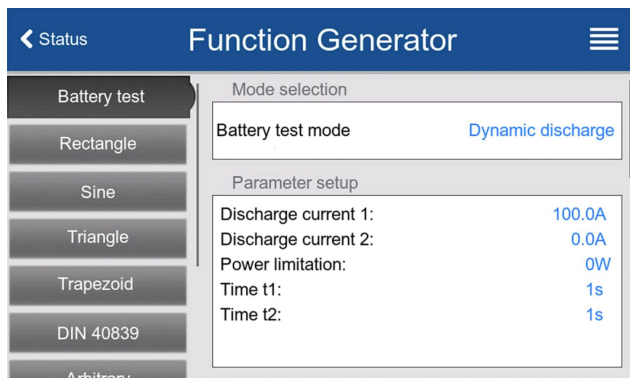 Status
Function Generator
Battery test
Rectangle
Sine
Triangle
Trapezoid
DIN 40839
Arbitrary
Mode selection
Battery test mode Dynamic discharge
Parameter setup
Discharge current 1: 100.0A
Discharge current 2: 0.0A
Power limitation: 0W
Time t1: 1s
Time t2: 1s